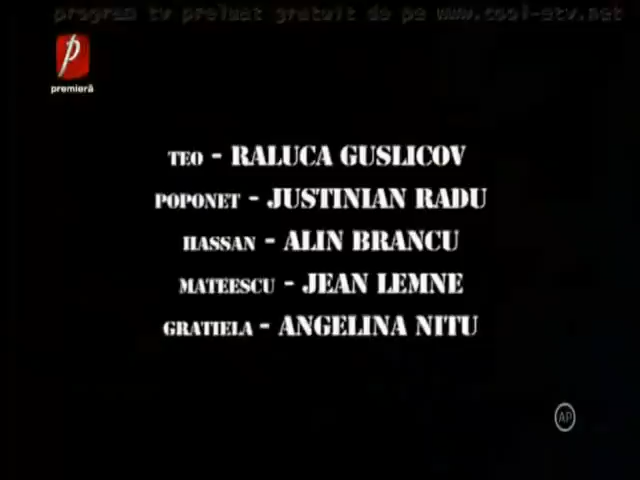 program tv preluat gratuit de pe www.cool-etv.net
p
premieră
TEO - RALUCA GUSLICOV
POPONET - JUSTINIAN RADU
HASSAN - ALIN BRANCU
MATEESCU - JEAN LEMNE
GRATIELA - ANGELINA NITU
AP